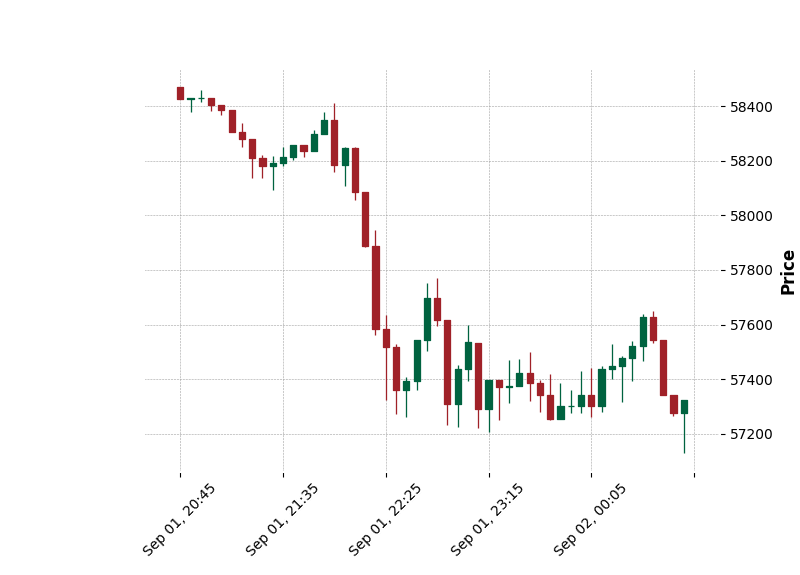 58400
58200
58000
57800
57600
57400
57200
Price
Sep 01, 20:45
Sep 01, 21:35
Sep 01, 22:25
Sep 01, 23:15
Sep 02, 00:05